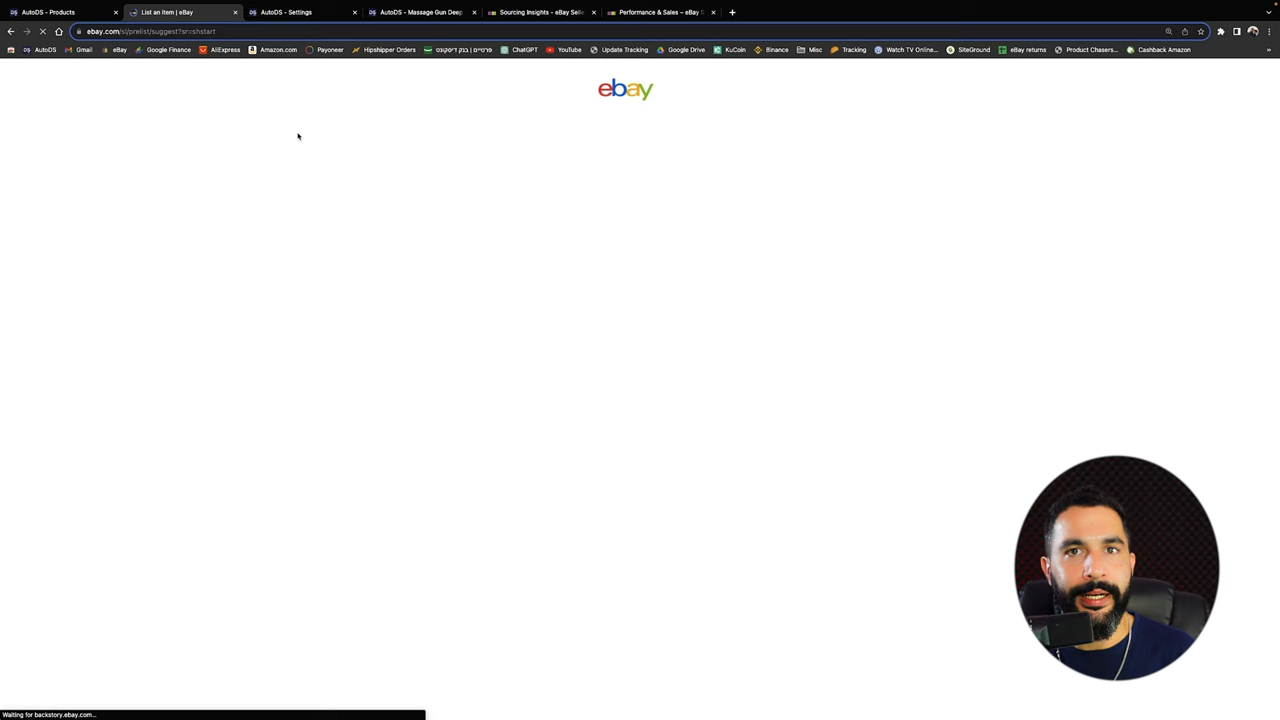 AutoDS - Products
List an item | eBay
AutoDS - Settings
AutoDS - Massage Gun Deep
Sourcing Insights - eBay Selle
Performance & Sales – eBay S
ebay.com/sl/prelist/suggest?sr=shstart
AutoDS Gmail eBay Google Finance AliExpress Amazon.com Payoneer Hipshipper Orders פרטיים | בנק דיסקונט ChatGPT YouTube Update Tracking Google Drive KuCoin Binance Misc Tracking Watch TV Online... SiteGround eBay returns Product Chasers... Cashback Amazon »
ebay
Waiting for backstory.ebay.com...